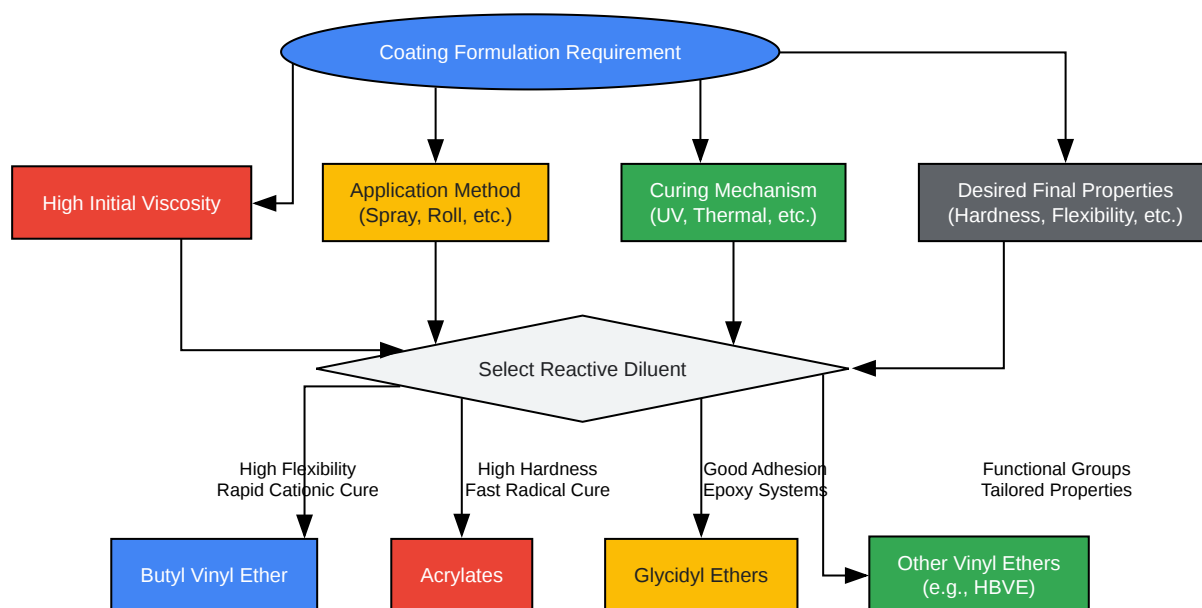 Coating Formulation Requirement
High Initial Viscosity
Application Method
(Spray, Roll, etc.)
Curing Mechanism
(UV, Thermal, etc.)
Desired Final Properties
(Hardness, Flexibility, etc.)
Select Reactive Diluent
High Flexibility
Rapid Cationic Cure
High Hardness
Fast Radical Cure
Good Adhesion
Epoxy Systems
Functional Groups
Tailored Properties
Butyl Vinyl Ether
Acrylates
Glycidyl Ethers
Other Vinyl Ethers
(e.g., HBVE)